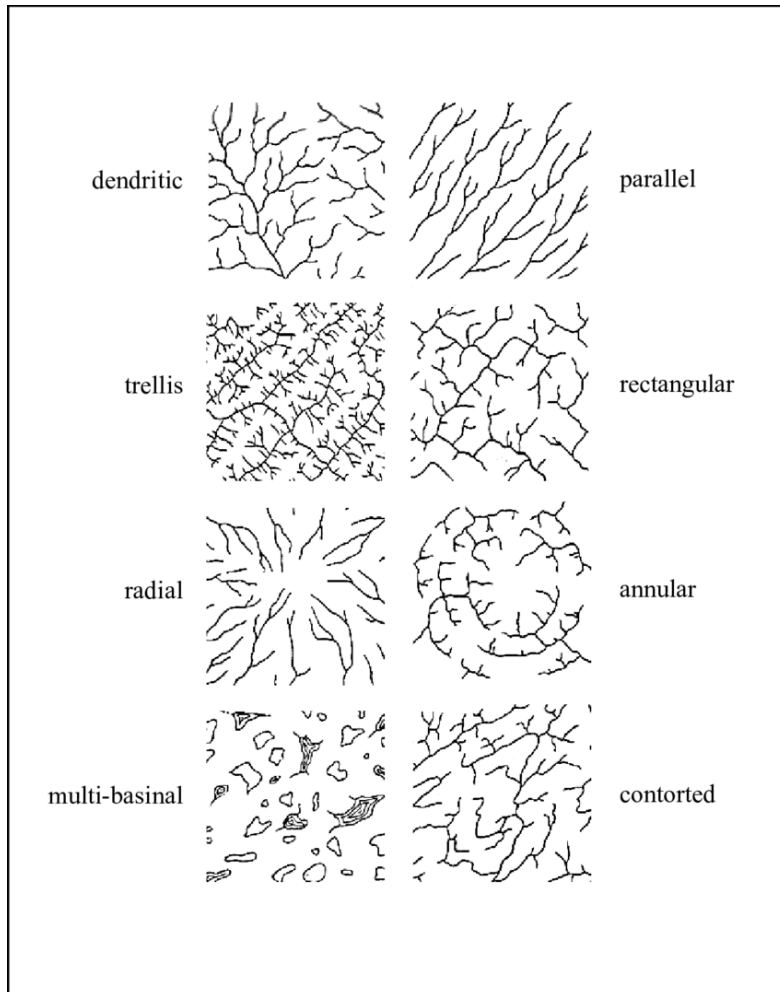 dendritic
parallel
trellis
rectangular
radial
annular
multi-basinal
contorted